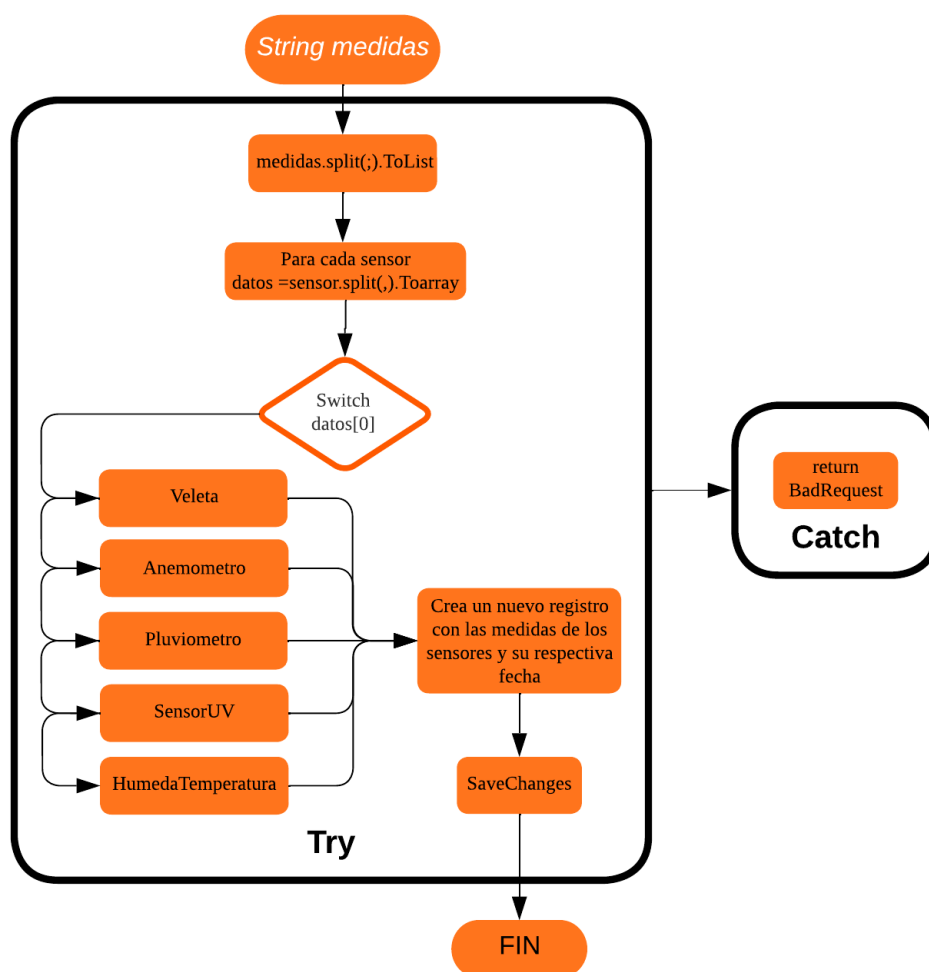 String medidas
medidas.split(;).ToList
Para cada sensor
datos =sensor.split(,).Toarray
Switch
datos[0]
Veleta
Anemometro
Pluviometro
SensorUV
HumedaTemperatura
Crea un nuevo registro
con las medidas de los
sensores y su respectiva
fecha
SaveChanges
Try
FIN
return
BadRequest
Catch